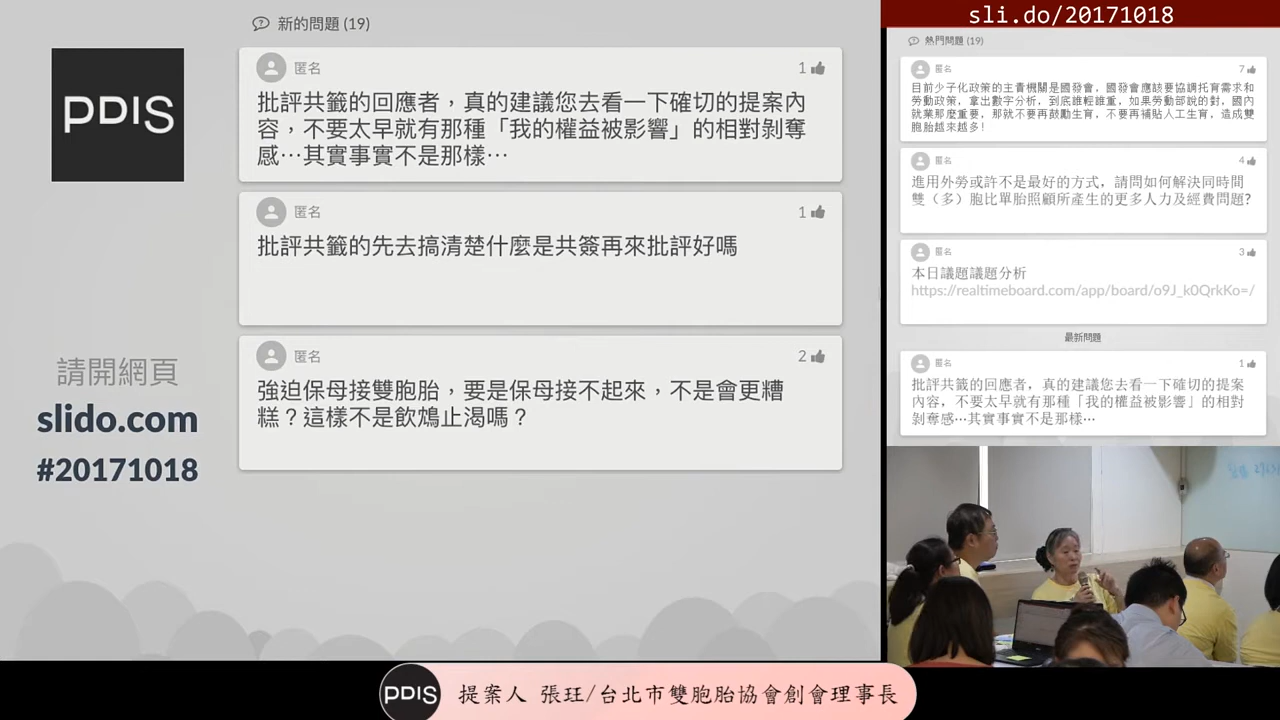 新的問題 (19)
PDIS
匿名
1
批評共籤的回應者，真的建議您去看一下確切的提案內
容，不要太早就有那種「我的權益被影響」的相對剝奪
感…其實事實不是那樣…
匿名
1
批評共籤的先去搞清楚什麼是共簽再來批評好嗎
匿名
2
強迫保母接雙胞胎，要是保母接不起來，不是會更糟
糕？這樣不是飲鴆止渴嗎？
請開網頁
slido.com
#20171018
sli.do/20171018
熱門問題 (19)
匿名
7
目前少子化政策的主責機關是國發會，國發會應該要協調托育需求和
勞動政策，拿出數字分析，到底誰輕誰重，如果勞動部說的對，國內
就業那麼重要，那就不要再鼓勵生育，不要再補貼人工生育，造成雙
胞胎越來越多！
匿名
4
進用外勞或許不是最好的方式，請問如何解決同時間
雙（多）胞比單胎照顧所產生的更多人力及經費問題？
匿名
3
本日議題議題分析
https://realtimeboard.com/app/board/o9J_k0QrkKo=/
最新問題
匿名
1
批評共籤的回應者，真的建議您去看一下確切的提案
內容，不要太早就有那種「我的權益被影響」的相對
剝奪感…其實事實不是那樣…
PDIS
提案人 張珏/台北市雙胞胎協會創會理事長